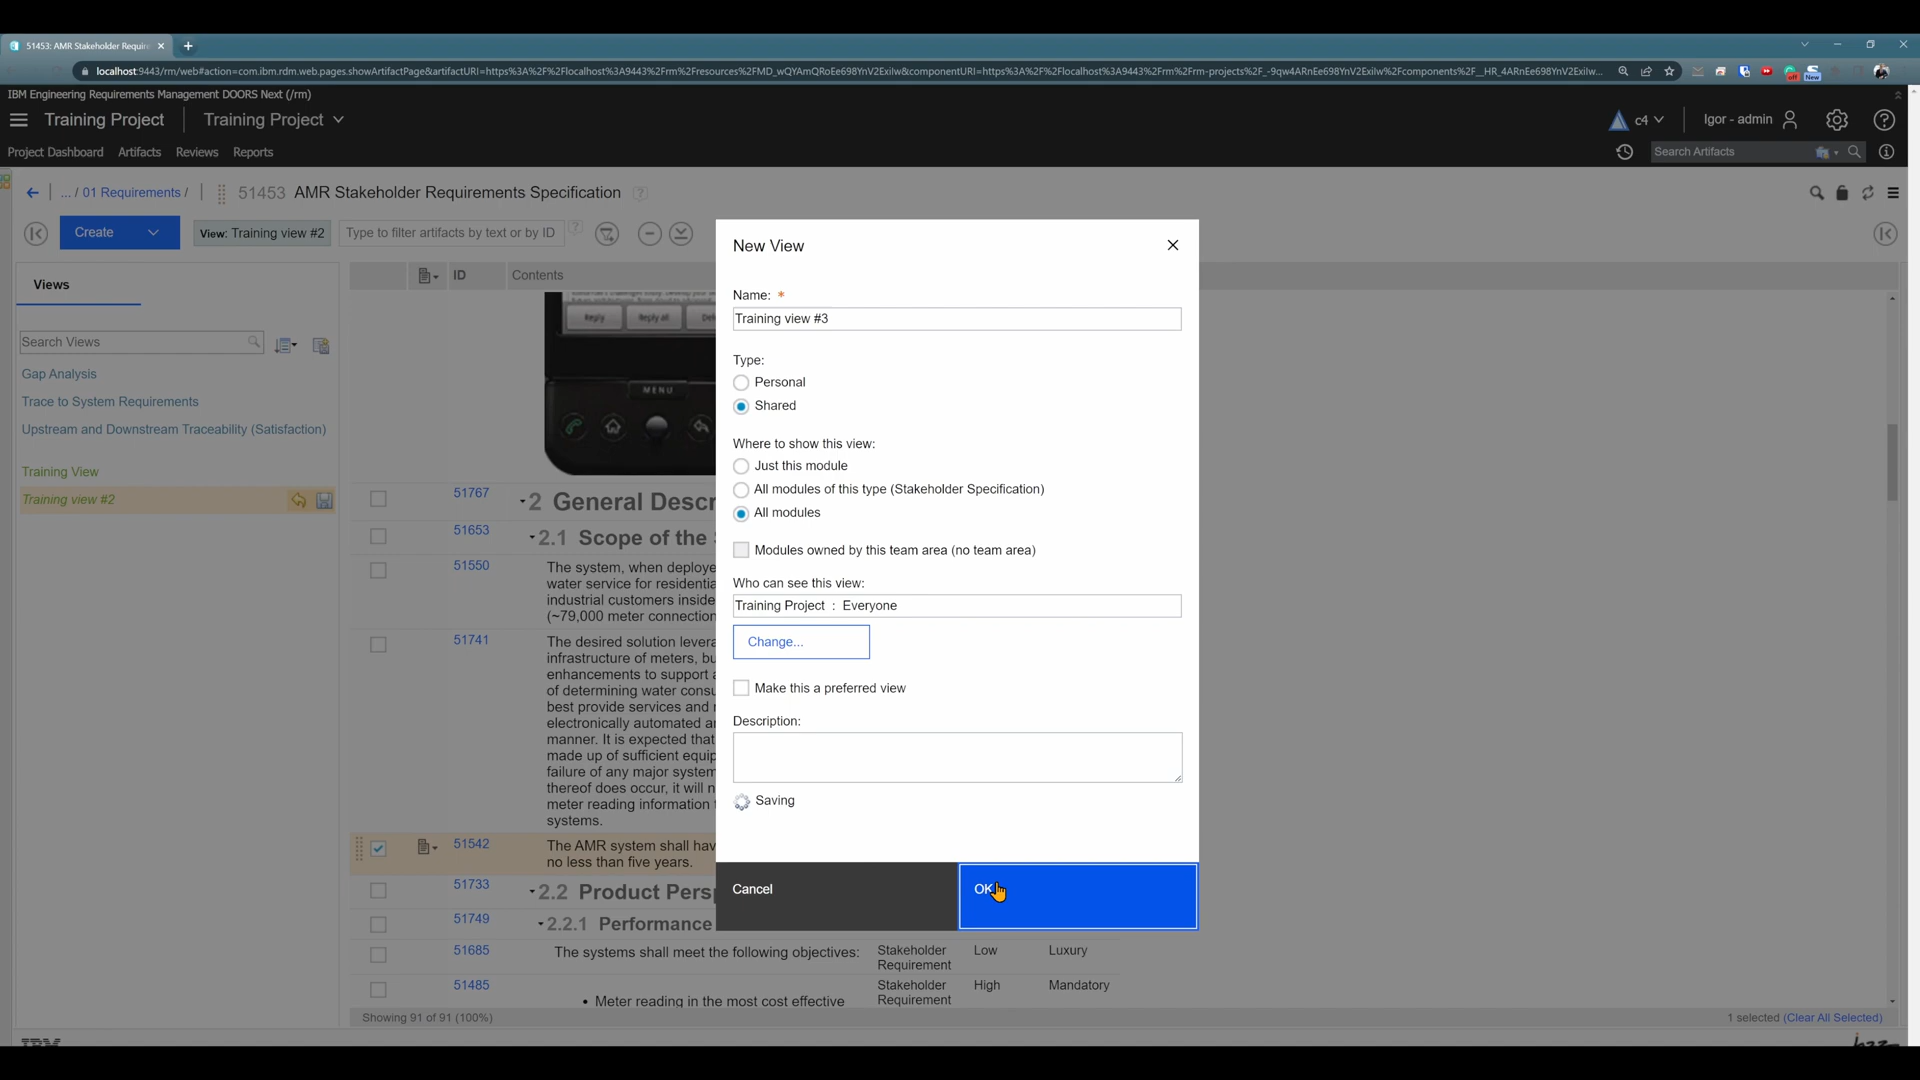 51453: AMR Stakeholder Requir
localhost:9443/rm/web#action=com.ibm.rdm.web.pages.showArtifactPage&artifactURI=https%3A%2F%2Flocalhost%3A9443%2Frm%2Fresources%2FMD_wQYAmQRoEe698YnV2Exilw&componentURI=https%3A%2F%2Flocalhost%3A9443%2Frm%2Frm-projects%2F_-9qw4ARnEe698YnV2Exilw%2Fcomponents%2F__HR_4ARnEe698YnV2Exilw...
off
New
IBM Engineering Requirements Management DOORS Next (/rm)
Training Project
Training Project
c4
Igor - admin
Project Dashboard Artifacts Reviews Reports
Search Artifacts
... / 01 Requirements /
51453 AMR Stakeholder Requirements Specification
Create
View: Training view #2
Type to filter artifacts by text or by ID
Views
Search Views
Gap Analysis
Trace to System Requirements
Upstream and Downstream Traceability (Satisfaction)
Training View
Training view #2
ID Contents
Reply Reply all Del
MENU
51767 2 General Descr
51653 2.1 Scope of the
51550 The system, when deploye
water service for residentia
industrial customers inside
(~79,000 meter connection
51741 The desired solution levera
infrastructure of meters, bu
enhancements to support a
of determining water consu
best provide services and r
electronically automated ar
manner. It is expected that
made up of sufficient equip
failure of any major system
thereof does occur, it will n
meter reading information t
systems.
51542 The AMR system shall hav
no less than five years.
51733 2.2 Product Persp
51749 2.2.1 Performance
51685 The systems shall meet the following objectives: Stakeholder Requirement Low Luxury
51485 • Meter reading in the most cost effective Stakeholder Requirement High Mandatory
Showing 91 of 91 (100%)
1 selected (Clear All Selected)
New View
Name: *
Training view #3
Type:
Personal
Shared
Where to show this view:
Just this module
All modules of this type (Stakeholder Specification)
All modules
Modules owned by this team area (no team area)
Who can see this view:
Training Project : Everyone
Change...
Make this a preferred view
Description:
Saving
Cancel
OK